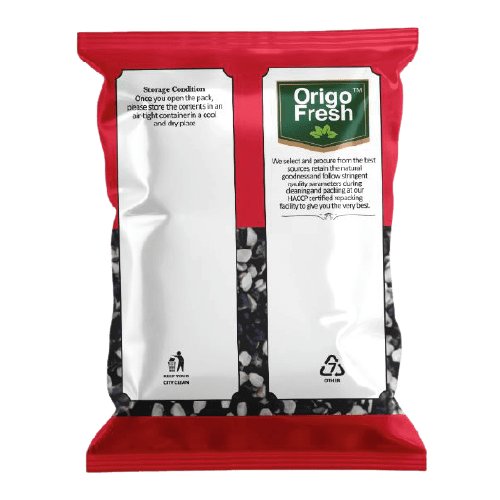 Storage Condition
Once you open the pack,
please store the contents in an
air-tight container in a cool
and dry place.
KEEP YOUR
CITY CLEAN
Origo
Fresh
TM
We select and procure from the best
sources retain the natural
goodness and follow stringent
quality parameters during
cleaning and packing at our
HACCP certified repacking
facility to give you the very best.
7
OTHER